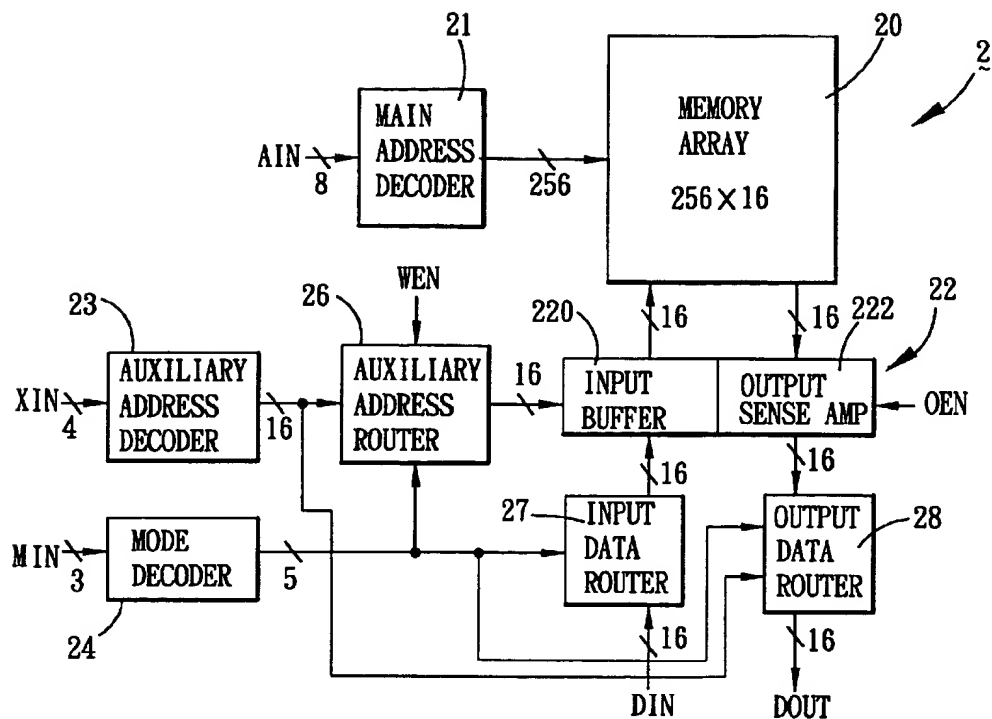 21
20
2
MAIN
ADDRESS
DECODER
AIN
8
256
MEMORY
ARRAY
256×16
23
26
WEN
220
16
16
222
22
AUXILIARY
ADDRESS
DECODER
XIN
4
16
AUXILIARY
ADDRESS
ROUTER
16
INPUT
BUFFER
OUTPUT
SENSE AMP
OEN
16
16
MIN
3
MODE
DECODER
24
5
27
INPUT
DATA
ROUTER
OUTPUT
DATA
ROUTER
28
16
16
DIN
DOUT